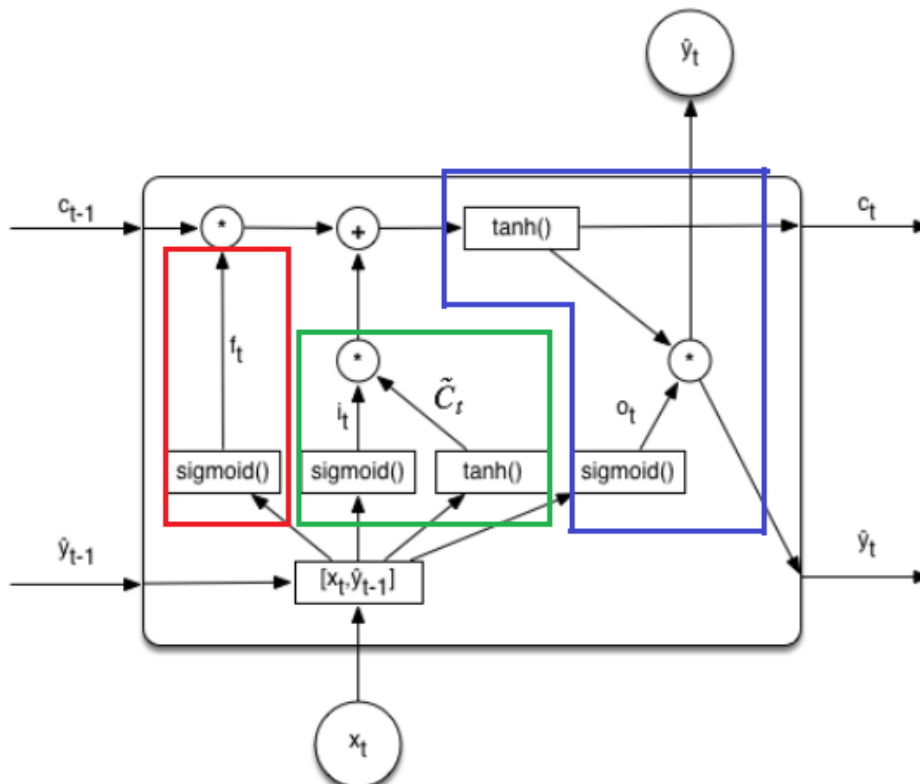 ŷt
ct-1
*
+
tanh()
ct
ft
*
C̃t
*
it
ot
sigmoid()
sigmoid()
tanh()
sigmoid()
ŷt-1
[xt,ŷt-1]
ŷt
xt